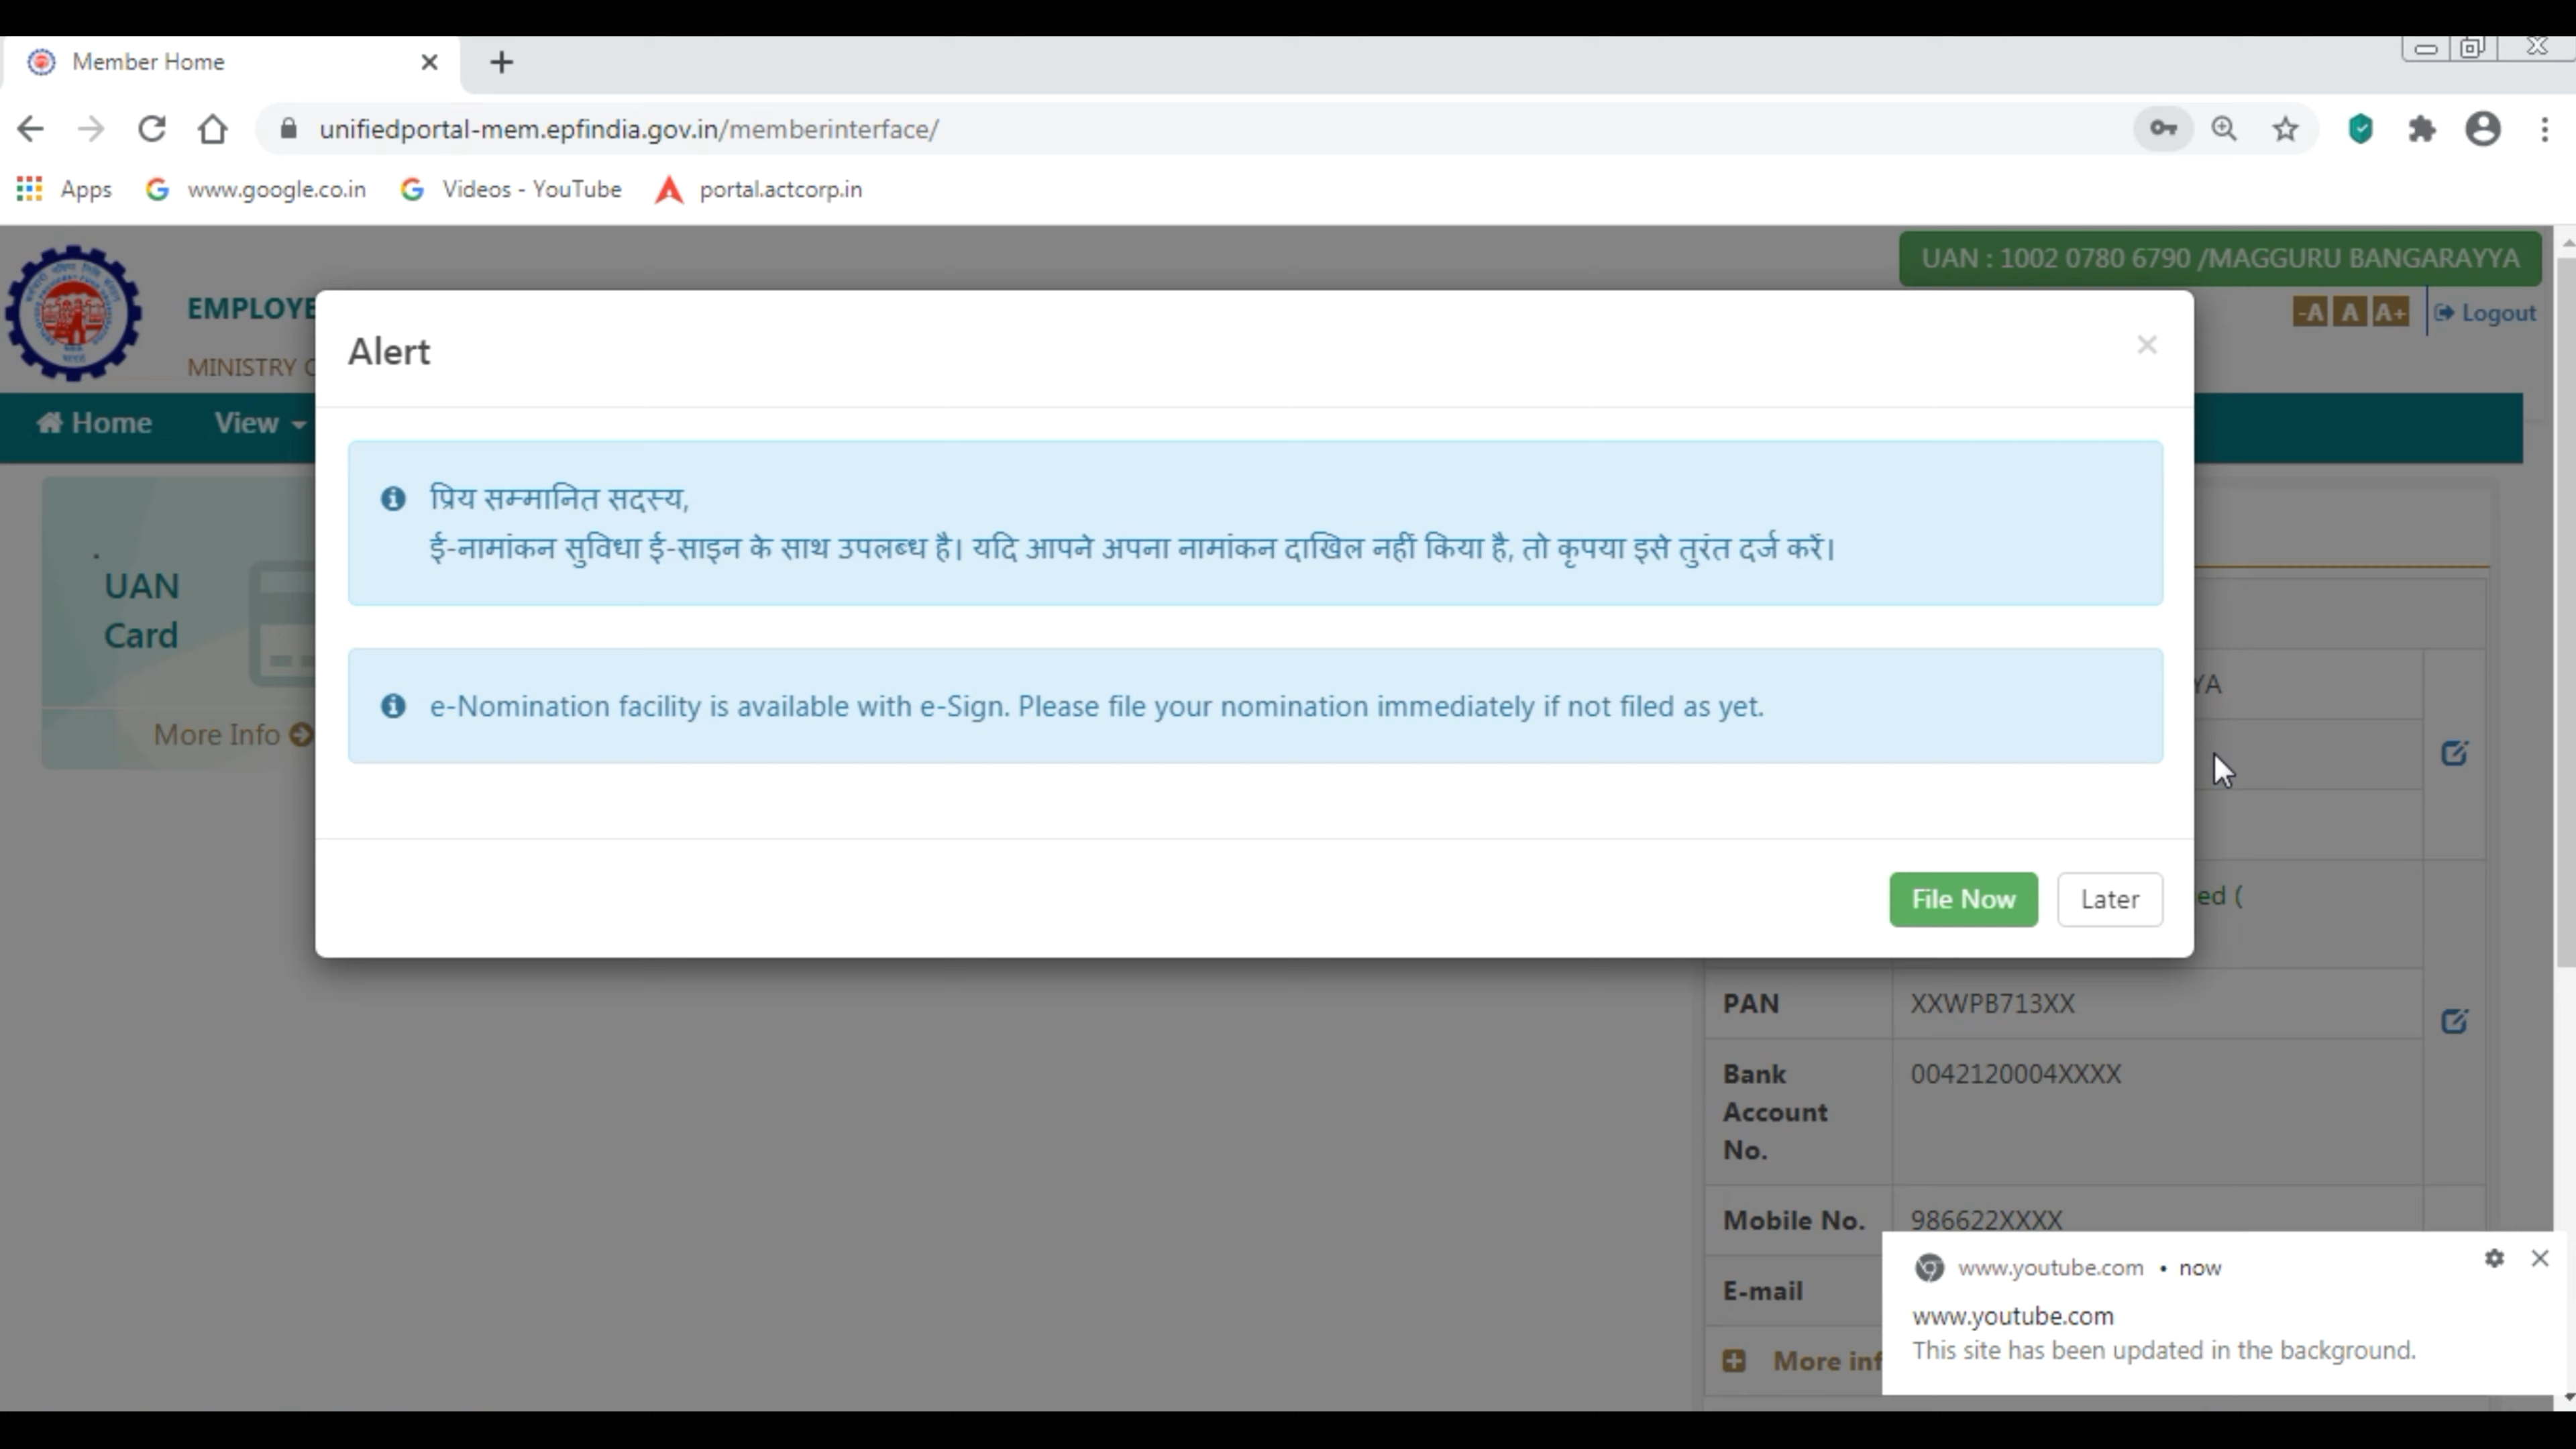 Member Home
unifiedportal-mem.epfindia.gov.in/memberinterface/
Apps www.google.co.in Videos - YouTube portal.actcorp.in
UAN : 1002 0780 6790 /MAGGURU BANGARAYYA
EMPLOYE
-A A A+ Logout
MINISTRY
Home View
Alert
प्रिय सम्मानित सदस्य,
ई-नामांकन सुविधा ई-साइन के साथ उपलब्ध है। यदि आपने अपना नामांकन दाखिल नहीं किया है, तो कृपया इसे तुरंत दर्ज करें।
e-Nomination facility is available with e-Sign. Please file your nomination immediately if not filed as yet.
File Now Later
UAN
Card
More Info
YA
ed (
PAN XXWPB713XX
Bank Account No. 0042120004XXXX
Mobile No. 986622XXXX
E-mail
More inf
www.youtube.com • now
www.youtube.com
This site has been updated in the background.